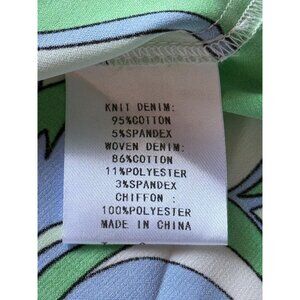 KNIT DENIM:
95%COTTON
5%SPANDEX
WOVEN DENIM:
86%COTTON
11%POLYESTER
3%SPANDEX
CHIFFON :
100%POLYESTER
MADE IN CHINA